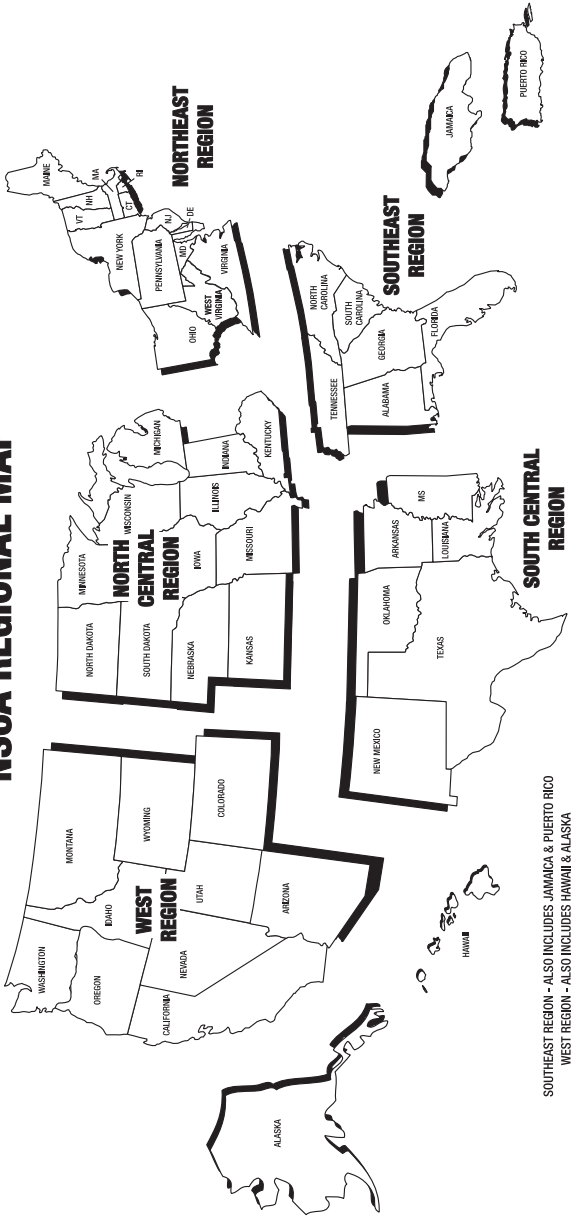 NSCA REGIONAL MAP
WASHINGTON
OREGON
CALIFORNIA
NEVADA
IDAHO
MONTANA
WYOMING
UTAH
COLORADO
ARIZONA
WEST
REGION
ALASKA
HAWAII
NORTH DAKOTA
SOUTH DAKOTA
NEBRASKA
KANSAS
MINNESOTA
IOWA
MISSOURI
WISCONSIN
ILLINOIS
MICHIGAN
INDIANA
KENTUCKY
NORTH
CENTRAL
REGION
NEW MEXICO
TEXAS
OKLAHOMA
ARKANSAS
LOUISIANA
MS
SOUTH CENTRAL
REGION
MAINE
VT
NH
MA
RI
CT
NEW YORK
PENNSYLVANIA
NJ
DE
MD
OHIO
WEST
VIRGINIA
VIRGINIA
NORTHEAST
REGION
TENNESSEE
NORTH
CAROLINA
SOUTH
CAROLINA
ALABAMA
GEORGIA
FLORIDA
SOUTHEAST
REGION
JAMAICA
PUERTO RICO
SOUTHEAST REGION - ALSO INCLUDES JAMAICA & PUERTO RICO
WEST REGION - ALSO INCLUDES HAWAII & ALASKA